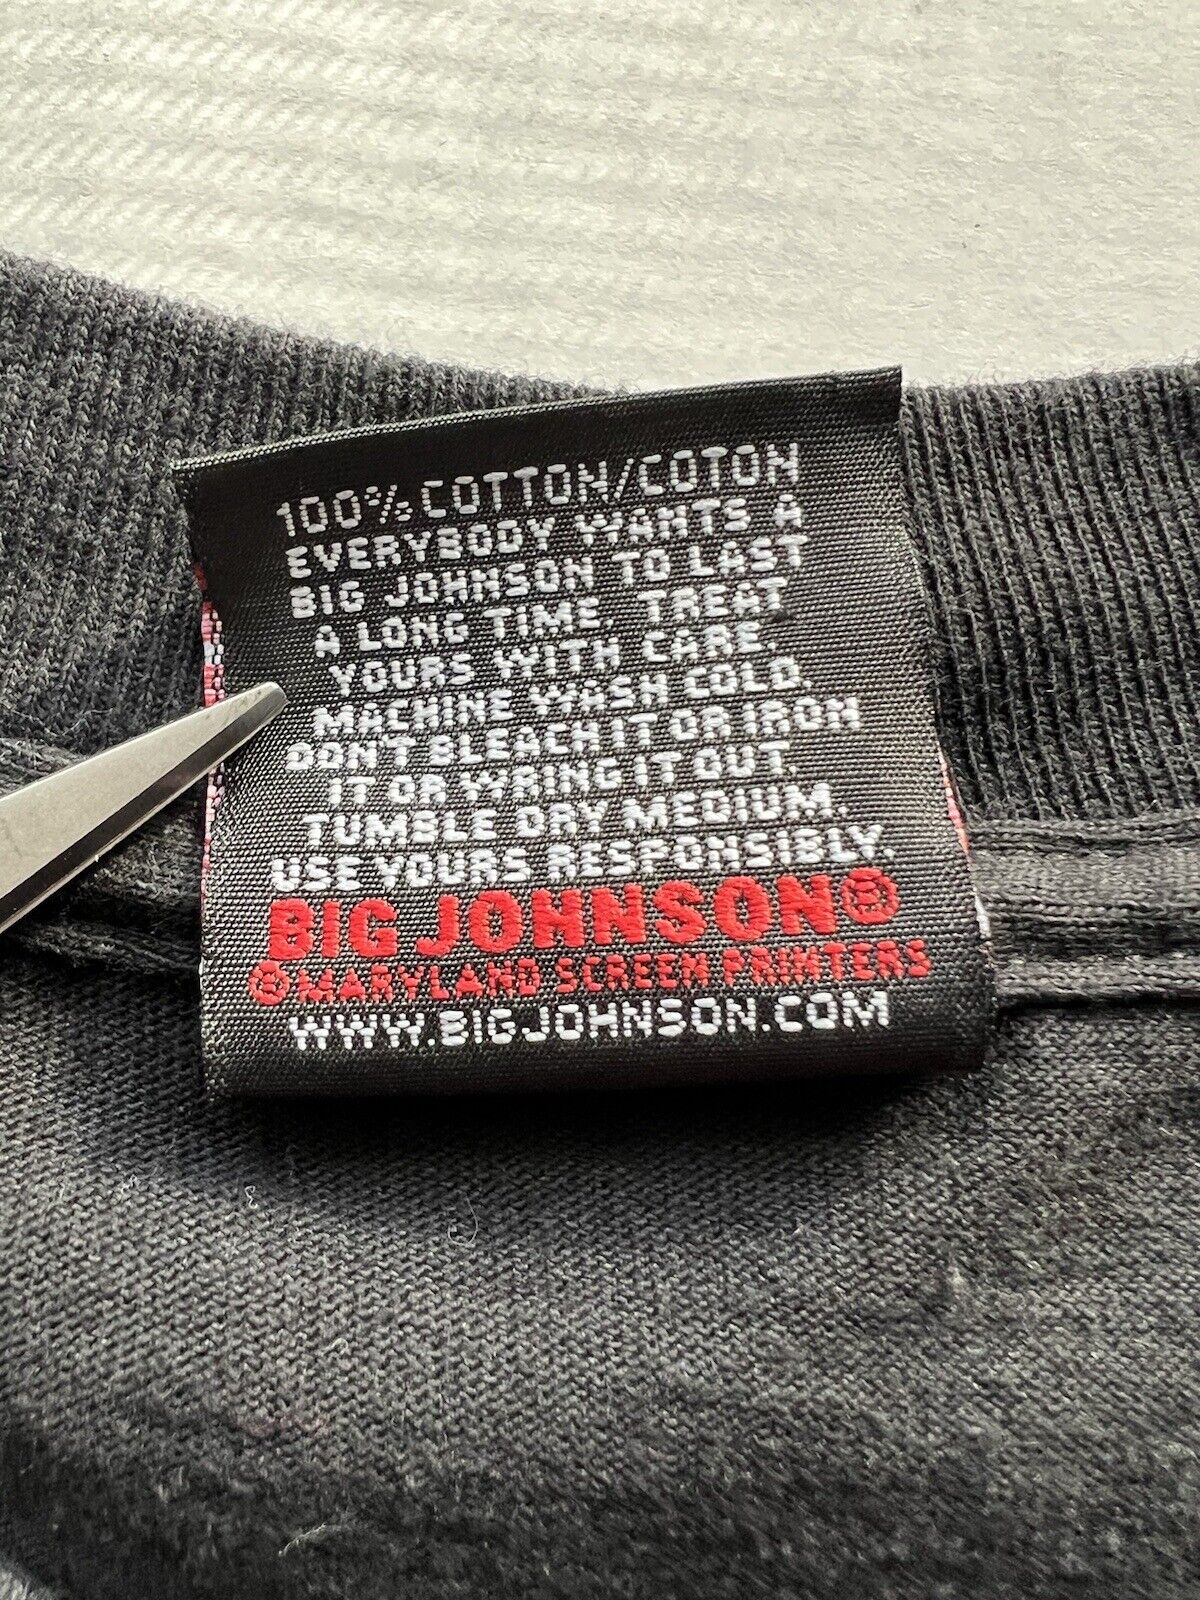 100% COTTON/COTON
EVERYBODY WANTS A
BIG JOHNSON TO LAST
A LONG TIME. TREAT
YOURS WITH CARE.
MACHINE WASH COLD.
DON'T BLEACH IT OR IRON
IT OR WRING IT OUT.
TUMBLE DRY MEDIUM.
USE YOURS RESPONSIBLY.
BIG JOHNSON®
©MARYLAND SCREEN PRINTERS
WWW.BIGJOHNSON.COM